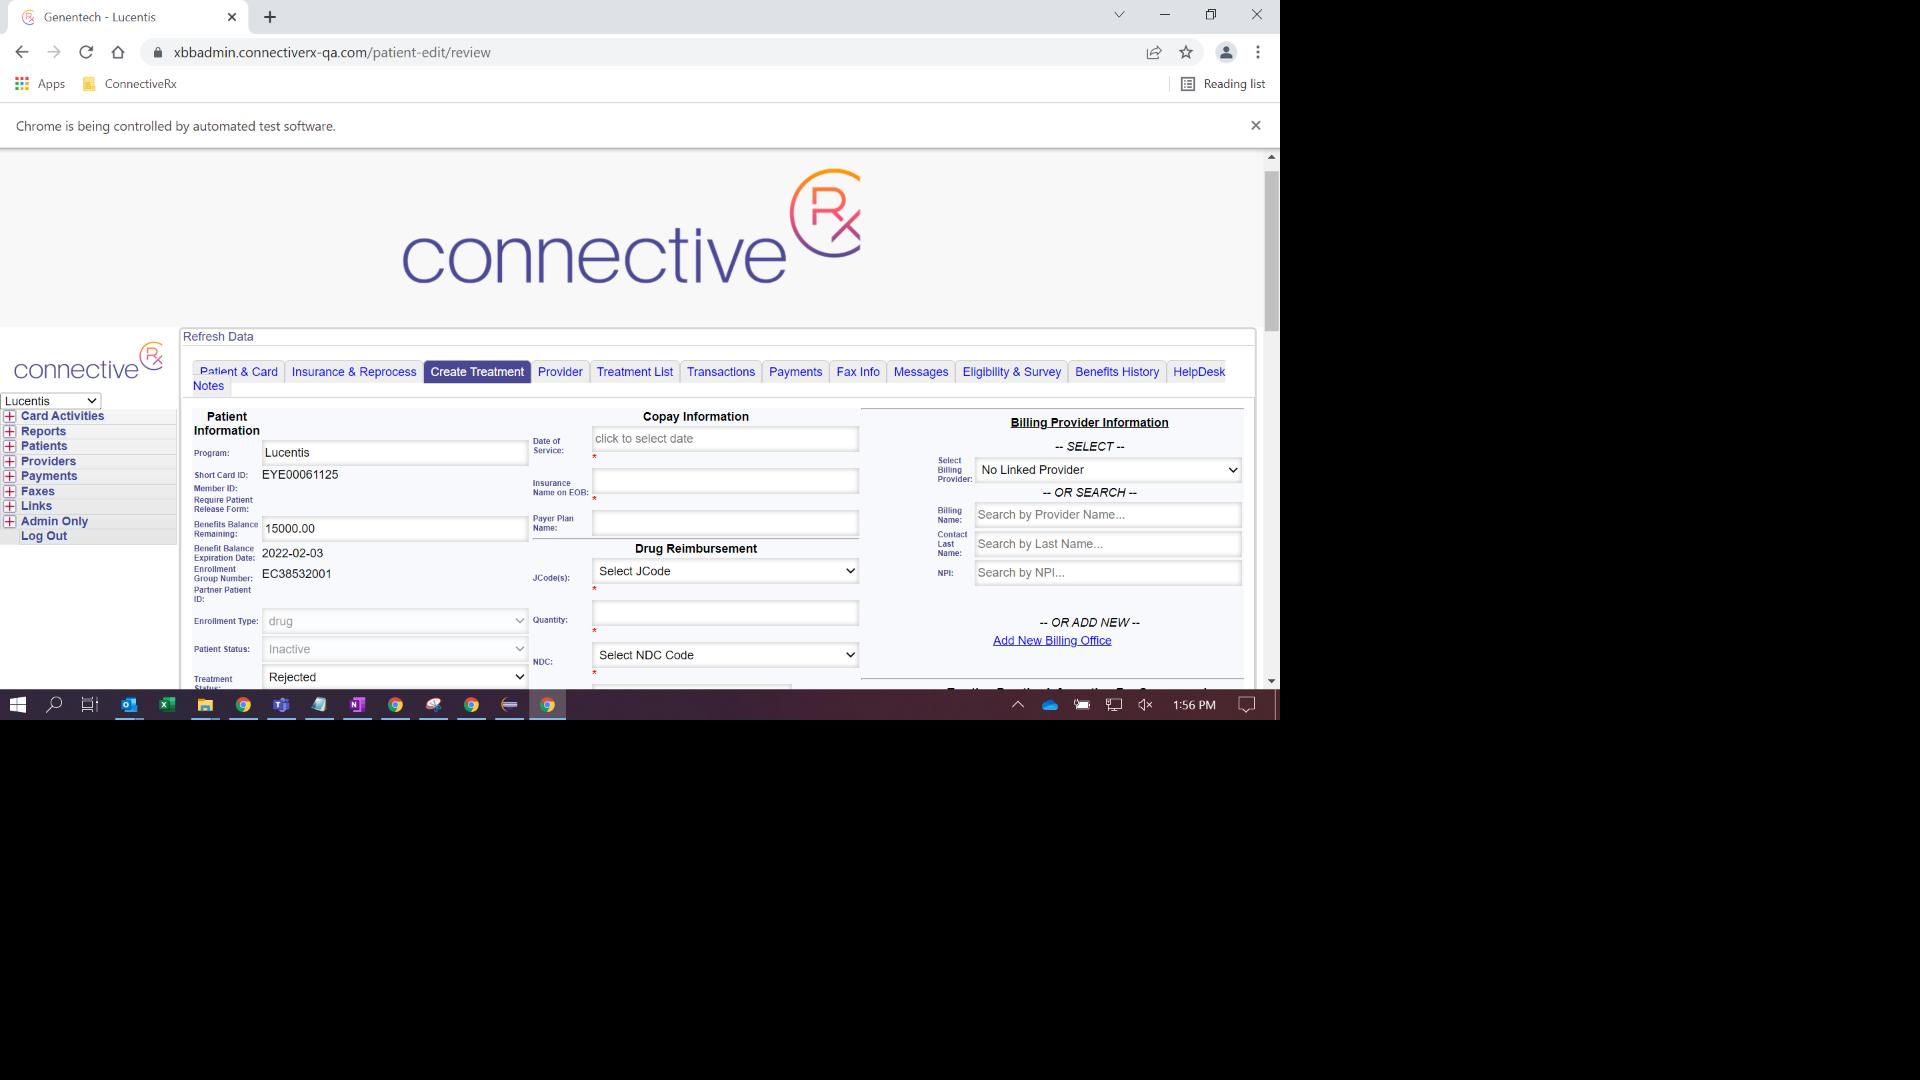 Genentech - Lucentis
xbbadmin.connectiverx-qa.com/patient-edit/review
Apps
ConnectiveRx
Reading list
Chrome is being controlled by automated test software.
connective Rx
Refresh Data
connective Rx
Patient & Card
Insurance & Reprocess
Create Treatment
Provider
Treatment List
Transactions
Payments
Fax Info
Messages
Eligibility & Survey
Benefits History
HelpDesk
Notes
Lucentis
Card Activities
Reports
Patients
Providers
Payments
Faxes
Links
Admin Only
Log Out
Patient
Information
Program:
Lucentis
Short Card ID:
EYE00061125
Member ID:
Require Patient
Release Form:
Benefits Balance
Remaining:
15000.00
Benefit Balance
Expiration Date:
2022-02-03
Enrollment
Group Number:
EC38532001
Partner Patient
ID:
Enrollment Type:
drug
Patient Status:
Inactive
Treatment
Status:
Rejected
Copay Information
Date of
Service:
click to select date
*
Insurance
Name on EOB:
*
Payer Plan
Name:
Drug Reimbursement
JCode(s):
Select JCode
*
Quantity:
*
NDC:
Select NDC Code
*
Billing Provider Information
-- SELECT --
Select
Billing
Provider:
No Linked Provider
-- OR SEARCH --
Billing
Name:
Search by Provider Name...
Contact
Last
Name:
Search by Last Name...
NPI:
Search by NPI...
-- OR ADD NEW --
Add New Billing Office
1:56 PM